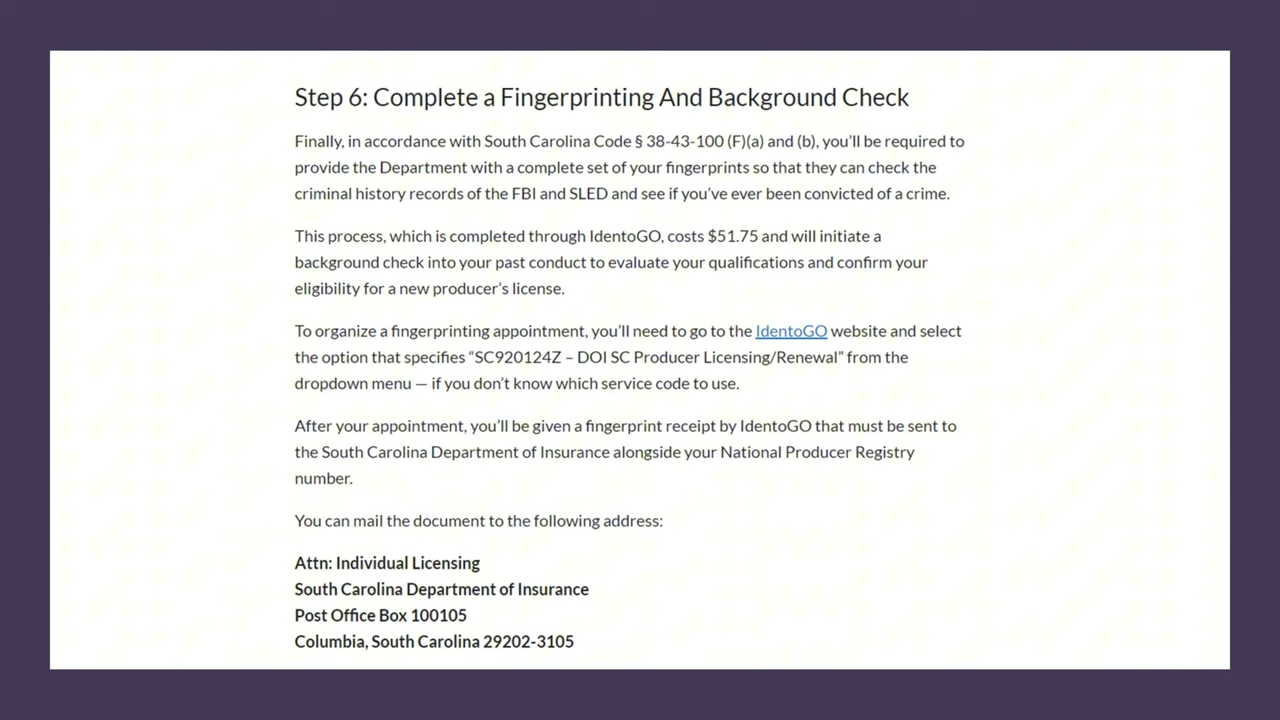 Step 6: Complete a Fingerprinting And Background Check
Finally, in accordance with South Carolina Code § 38-43-100 (F)(a) and (b), you’ll be required to
provide the Department with a complete set of your fingerprints so that they can check the
criminal history records of the FBI and SLED and see if you’ve ever been convicted of a crime.
This process, which is completed through IdentoGO, costs $51.75 and will initiate a
background check into your past conduct to evaluate your qualifications and confirm your
eligibility for a new producer’s license.
To organize a fingerprinting appointment, you’ll need to go to the IdentoGO website and select
the option that specifies “SC920124Z – DOI SC Producer Licensing/Renewal” from the
dropdown menu — if you don’t know which service code to use.
After your appointment, you’ll be given a fingerprint receipt by IdentoGO that must be sent to
the South Carolina Department of Insurance alongside your National Producer Registry
number.
You can mail the document to the following address:
Attn: Individual Licensing
South Carolina Department of Insurance
Post Office Box 100105
Columbia, South Carolina 29202-3105